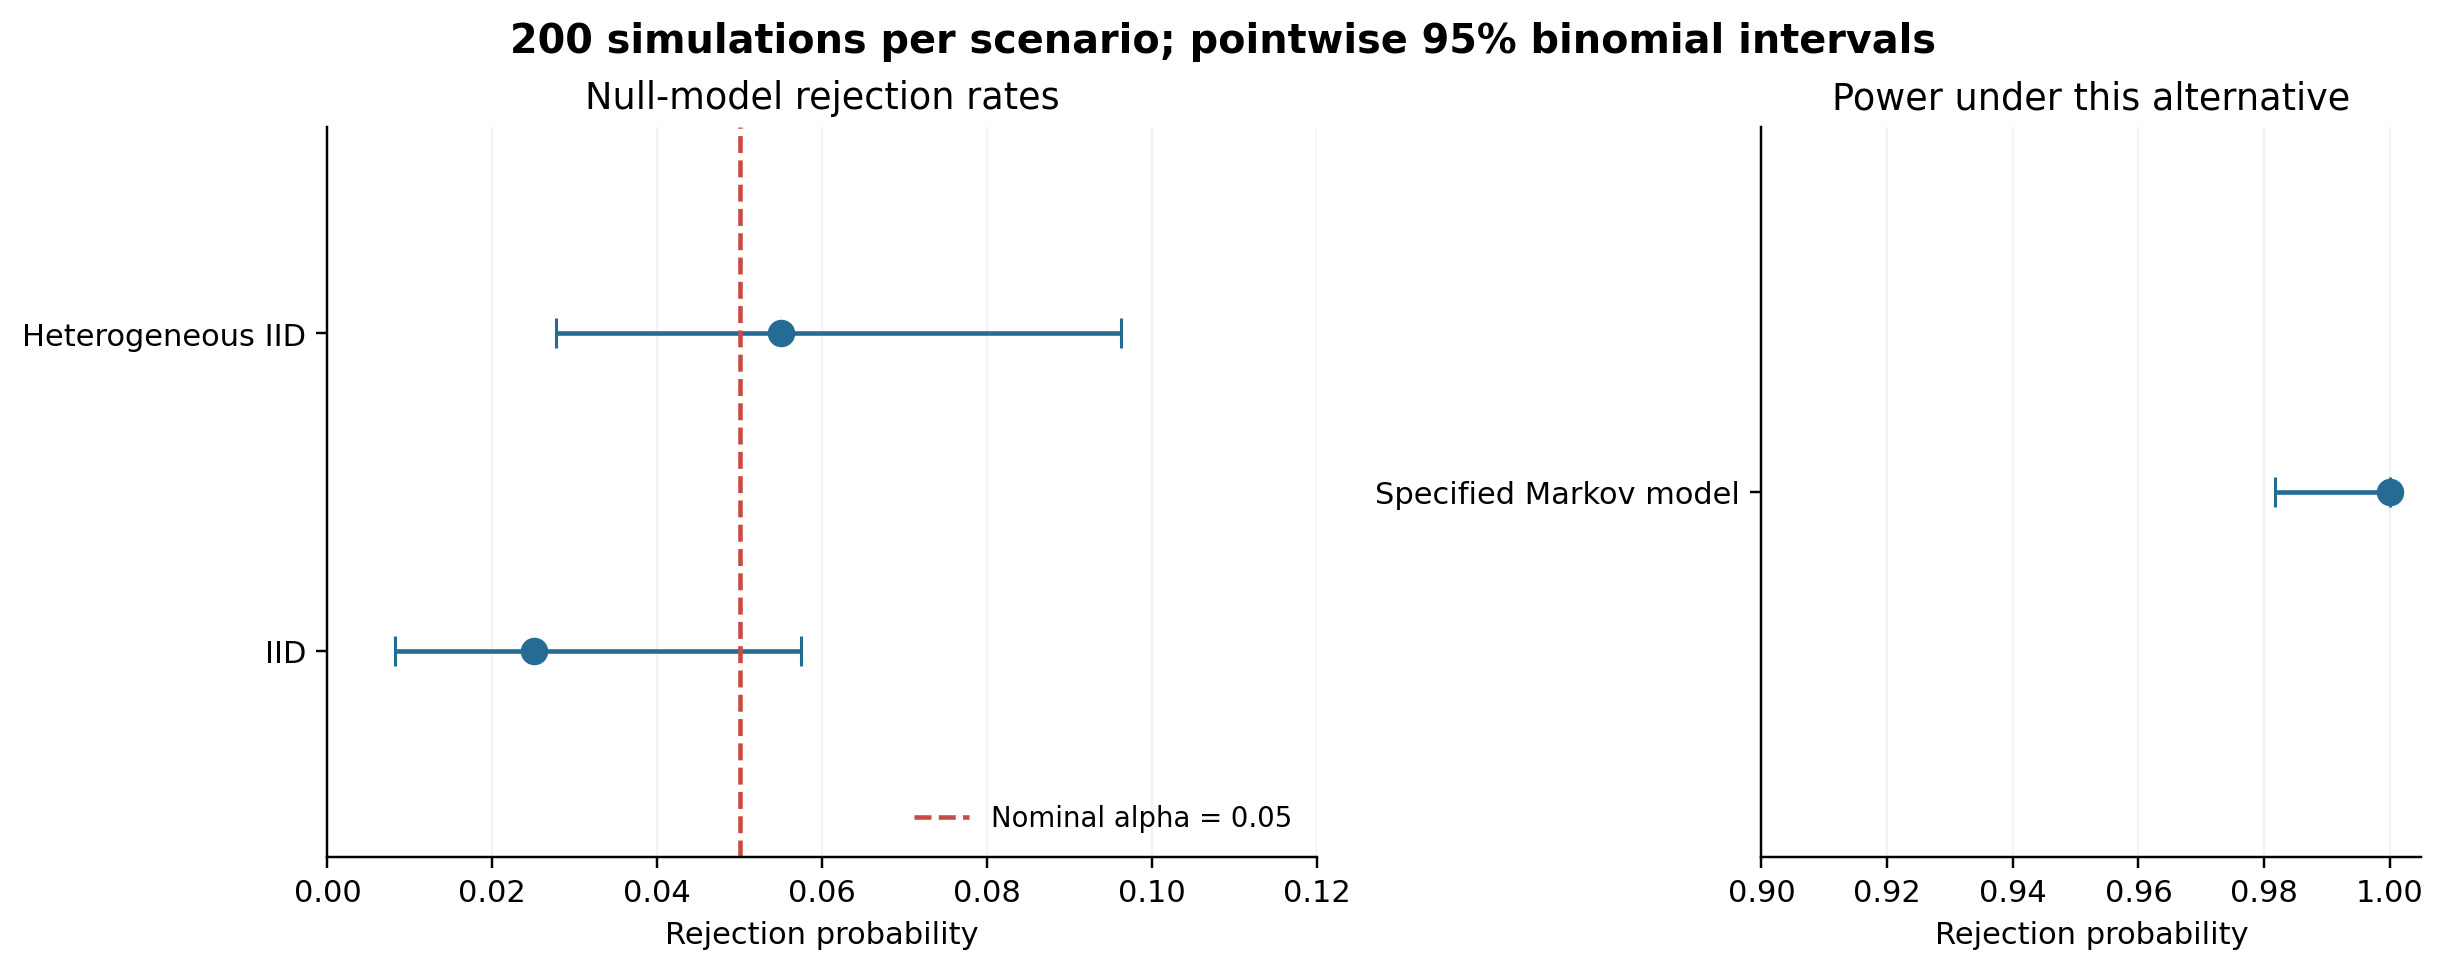 200 simulations per scenario; pointwise 95% binomial intervals
Null-model rejection rates
Heterogeneous IID
IID
Nominal alpha = 0.05
0.00 0.02 0.04 0.06 0.08 0.10 0.12
Rejection probability
Power under this alternative
Specified Markov model
0.90 0.92 0.94 0.96 0.98 1.00
Rejection probability